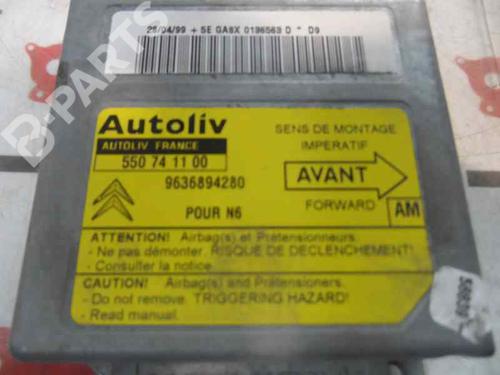 28/04/99 + 5E GA8X 0196563 D * D9
Autoliv
AUTOLIV FRANCE
550 74 11 00
9636894280
POUR N6
SENS DE MONTAGE
IMPERATIF
AVANT
FORWARD
AM
ATTENTION! Airbag(s) et Prétensionneurs.
- Ne pas démonter. RISQUE DE DECLENCHEMENT!
- Consulter la notice.
CAUTION! Airbag(s) and Pretensioners.
- Do not remove. TRIGGERING HAZARD!
- Read manual.
B-PARTS